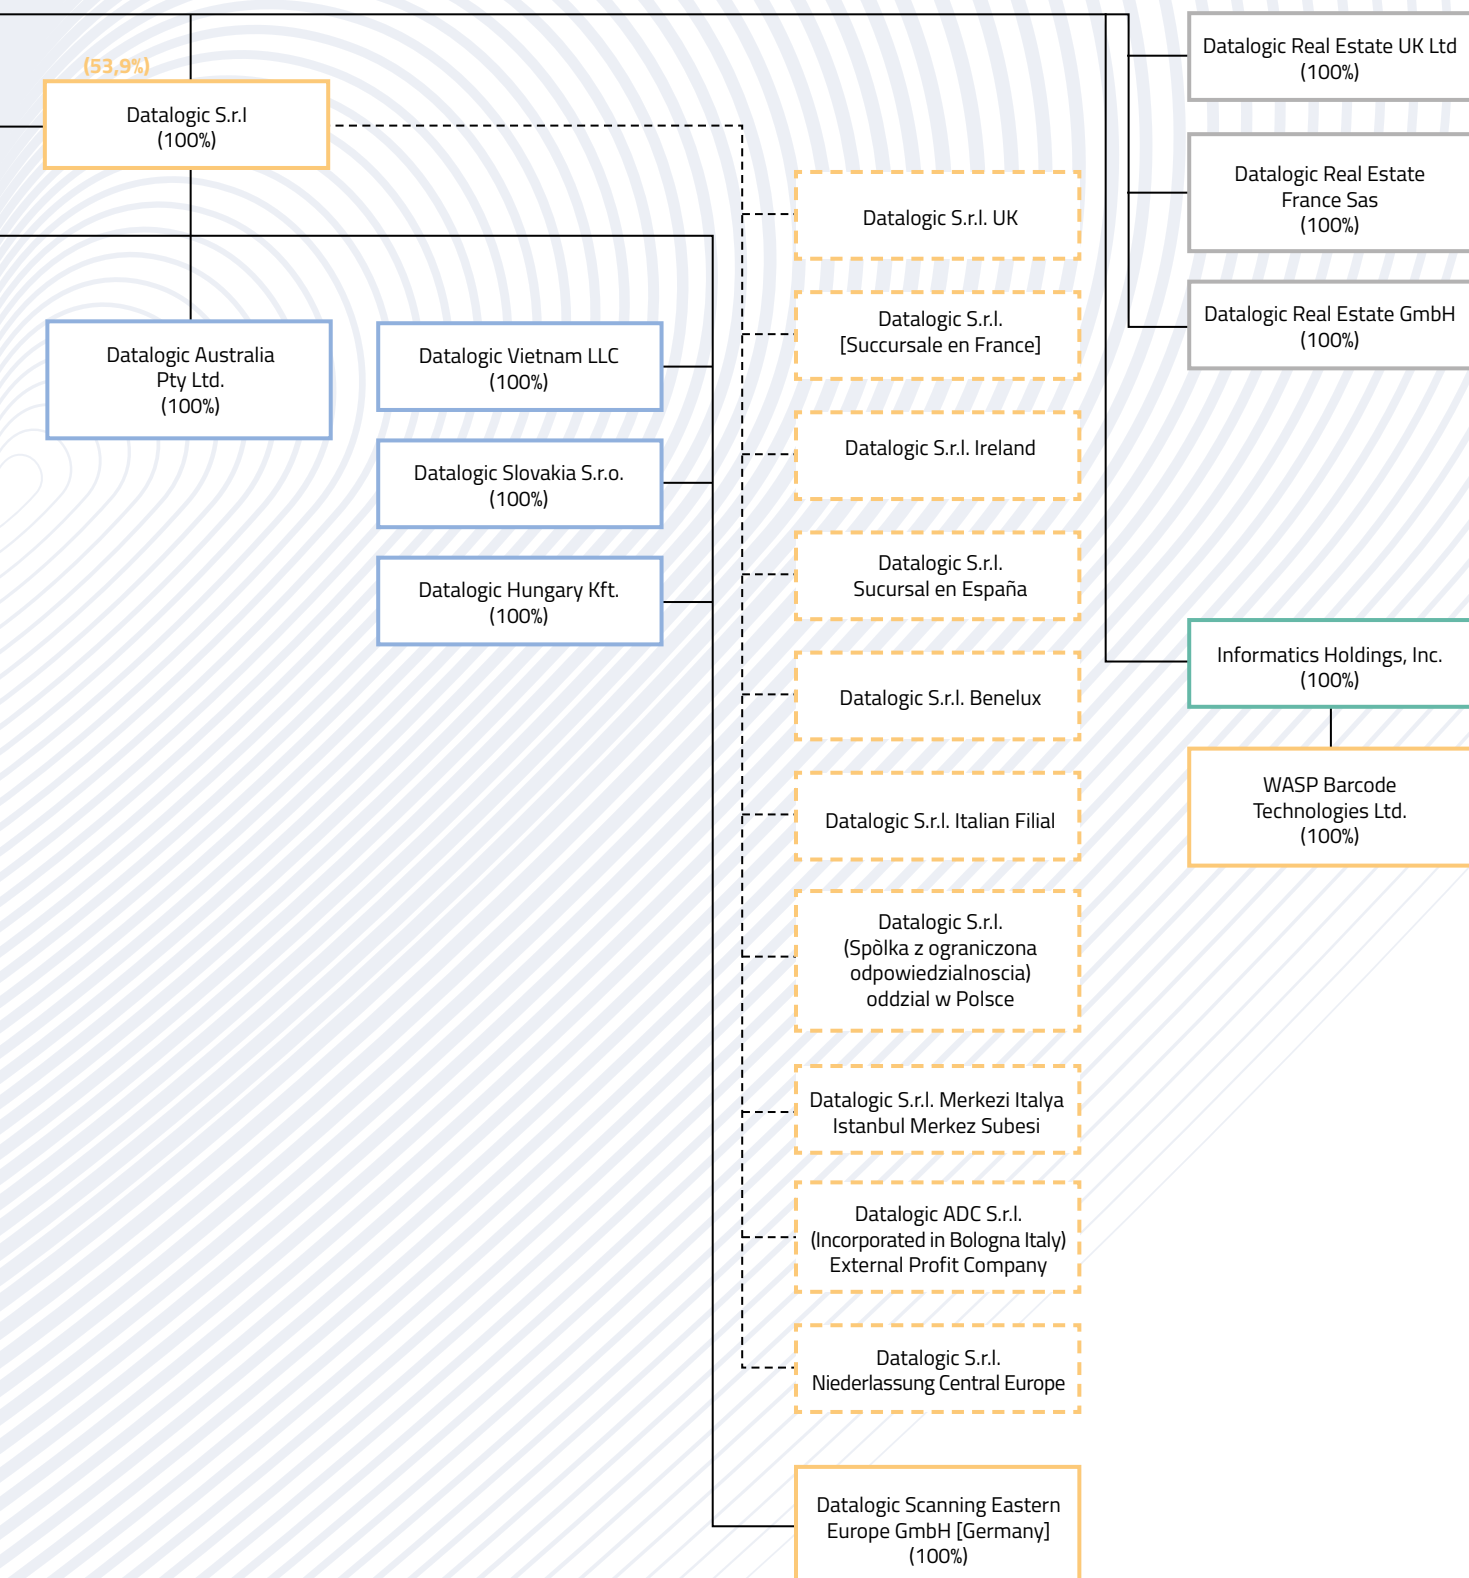 (53,9%)
Datalogic S.r.l
(100%)
Datalogic Australia
Pty Ltd.
(100%)
Datalogic Vietnam LLC
(100%)
Datalogic Slovakia S.r.o.
(100%)
Datalogic Hungary Kft.
(100%)
Datalogic S.r.l. UK
Datalogic S.r.l.
[Succursale en France]
Datalogic S.r.l. Ireland
Datalogic S.r.l.
Sucursal en España
Datalogic S.r.l. Benelux
Datalogic S.r.l. Italian Filial
Datalogic S.r.l.
(Spòlka z ograniczona
odpowiedzialnoscia)
oddzial w Polsce
Datalogic S.r.l. Merkezi Italya
Istanbul Merkez Subesi
Datalogic ADC S.r.l.
(Incorporated in Bologna Italy)
External Profit Company
Datalogic S.r.l.
Niederlassung Central Europe
Datalogic Scanning Eastern
Europe GmbH [Germany]
(100%)
Datalogic Real Estate UK Ltd
(100%)
Datalogic Real Estate
France Sas
(100%)
Datalogic Real Estate GmbH
(100%)
Informatics Holdings, Inc.
(100%)
WASP Barcode
Technologies Ltd.
(100%)